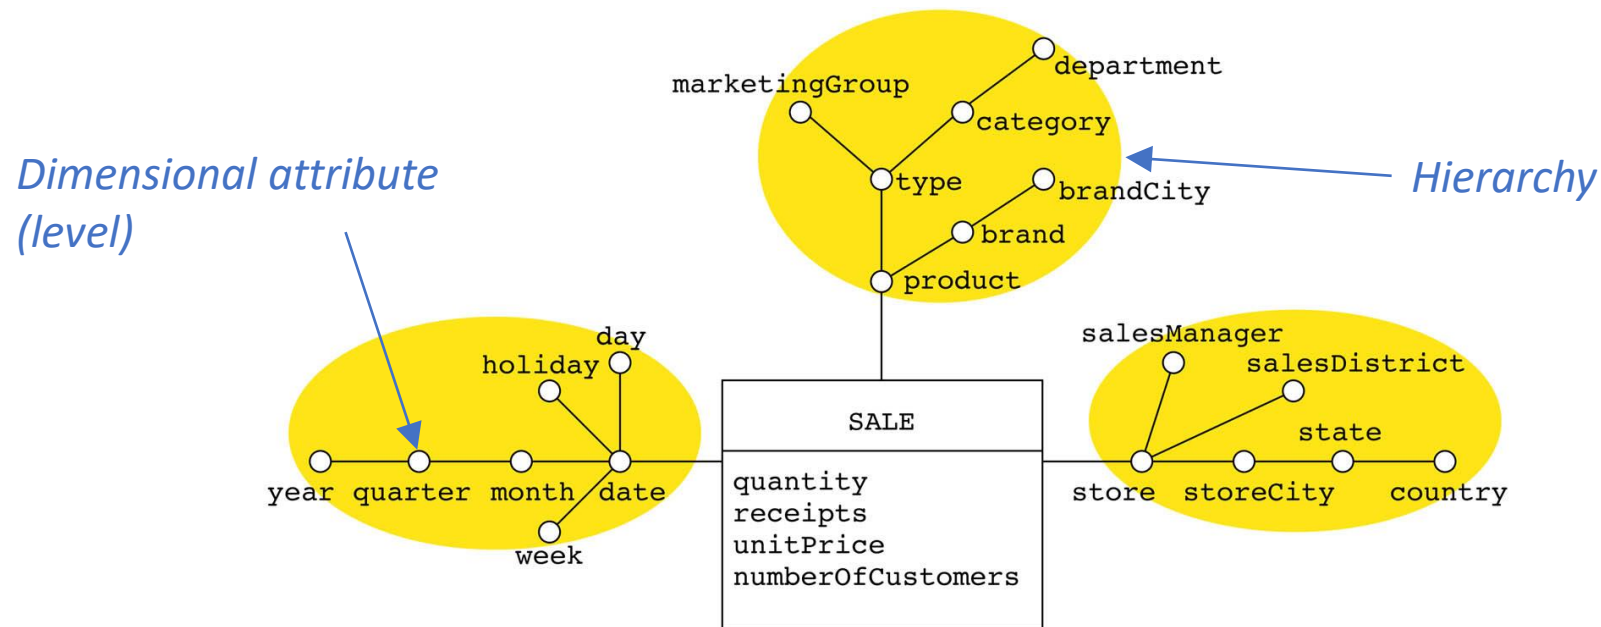 department
marketingGroup
category
Dimensional attribute
(level)
Hierarchy
type
brandCity
brand
product
day
holiday
salesManager
salesDistrict
SALE
state
year quarter month date
store storeCity country
week
quantity
receipts
unitPrice
numberOfCustomers